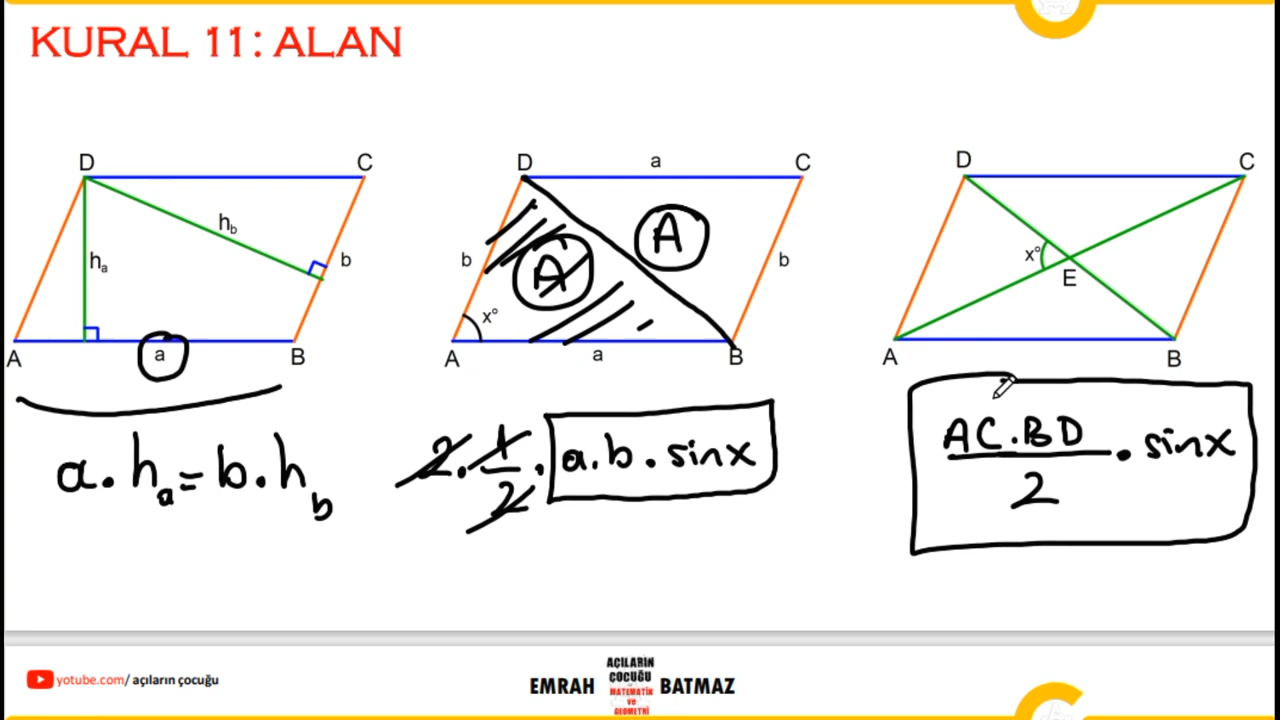 KURAL 11: ALAN
D C
h_b
h_a b
A a B
a . h_a = b . h_b
D a C
A
b A b
x°
A a B
2 . 1/2 . a.b . sinx
D C
x°
E
A B
AC.BD/2 . sinx
yotube.com/ açıların çocuğu
EMRAH
AÇILARIN
ÇOCUĞU
MATEMATİK
ve
GEOMETRİ
BATMAZ